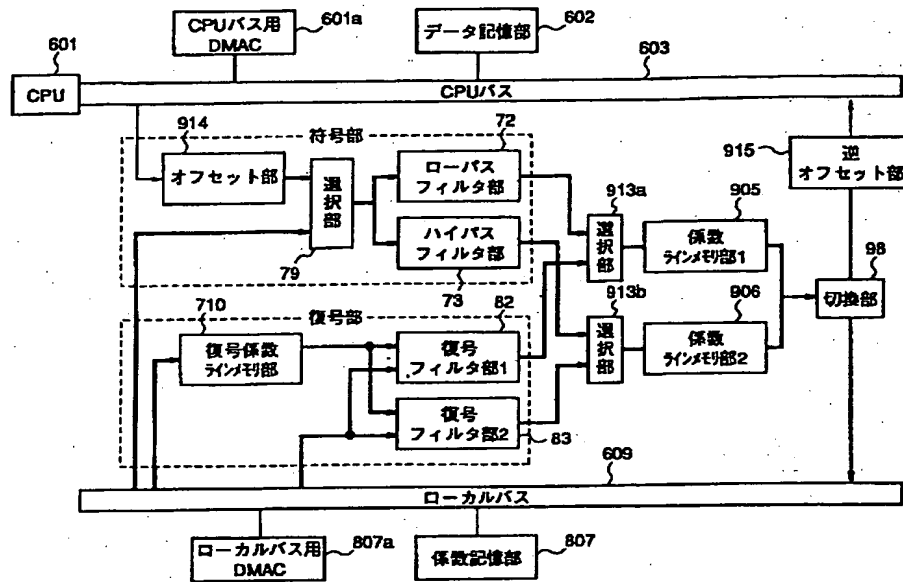 601
CPUバス用
DMAC
601a
データ記憶部
602
603
CPU
CPUバス
914
符号部
72
915
逆
オフセット部
オフセット部
選択部
ローパス
フィルタ部
913a
905
ハイパス
フィルタ部
選択部
係数
ラインメモリ部1
98
79
73
913b
906
切換部
710
復号部
82
選択部
係数
ラインメモリ部2
復号係数
ラインメモリ部
復号
フィルタ部1
復号
フィルタ部2
83
609
ローカルバス
ローカルバス用
DMAC
807a
係数記憶部
807